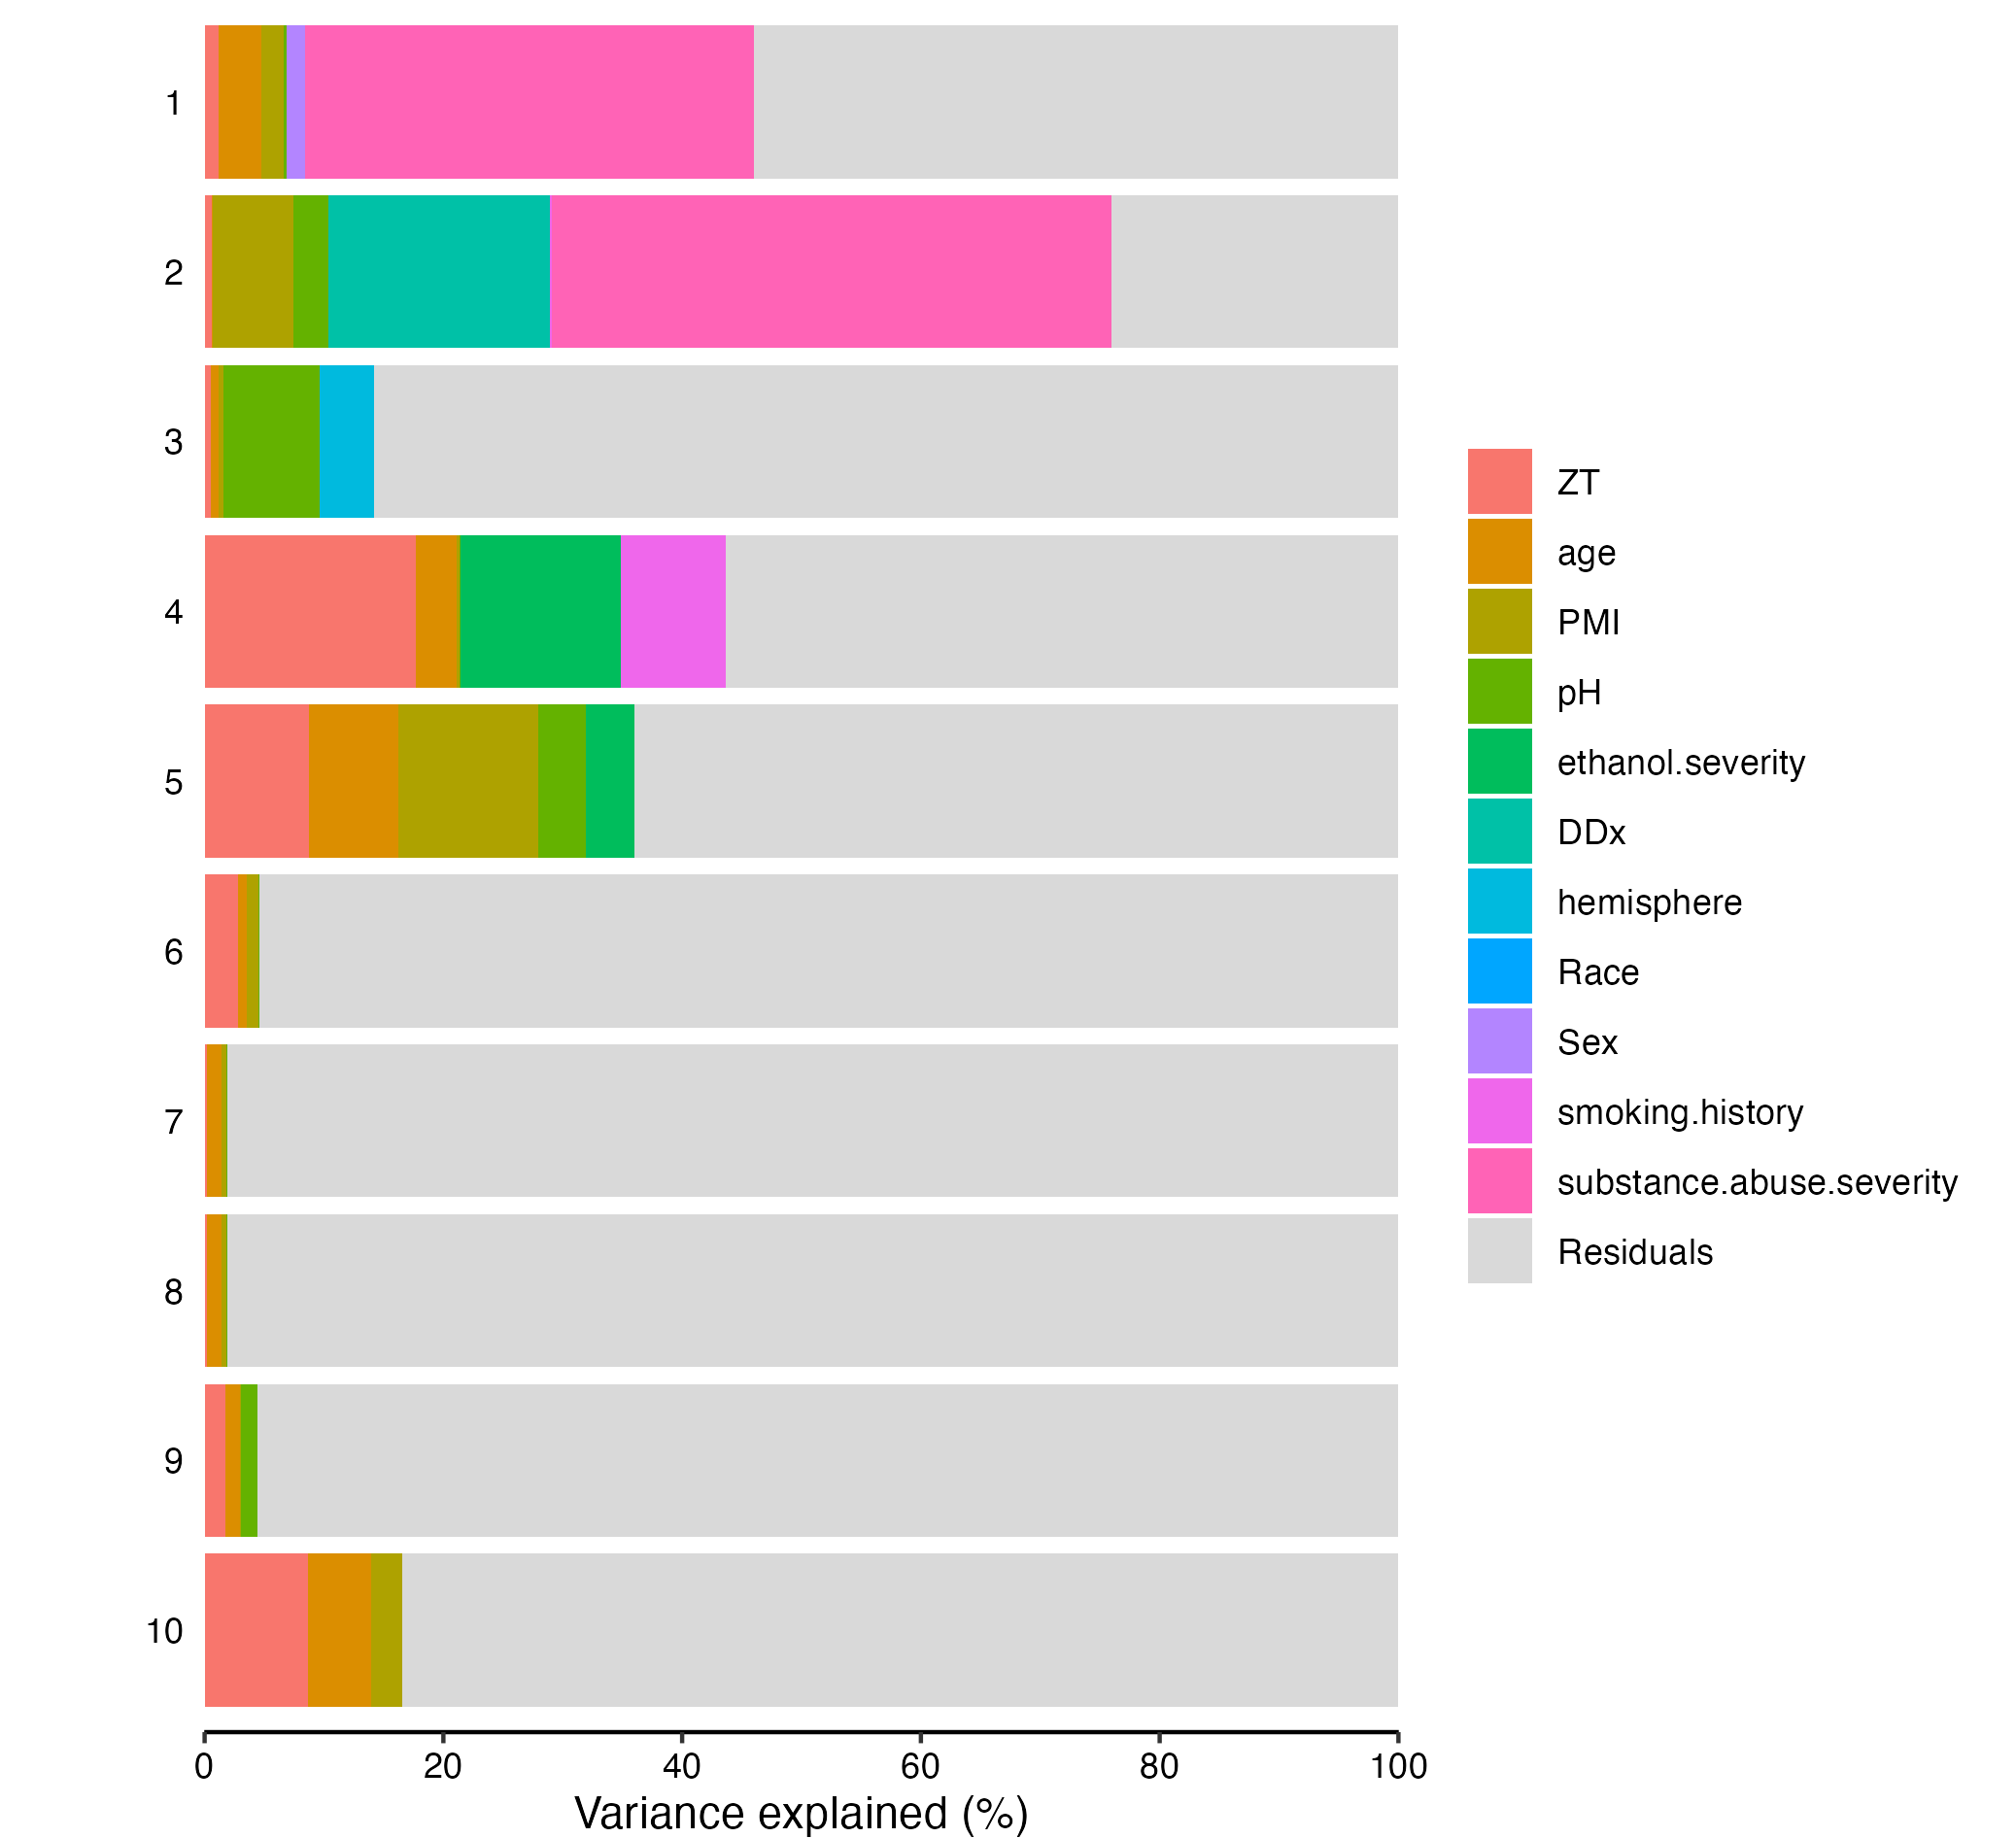 1
2
3
4
5
6
7
8
9
10
0 20 40 60 80 100
Variance explained (%)
ZT
age
PMI
pH
ethanol.severity
DDx
hemisphere
Race
Sex
smoking.history
substance.abuse.severity
Residuals